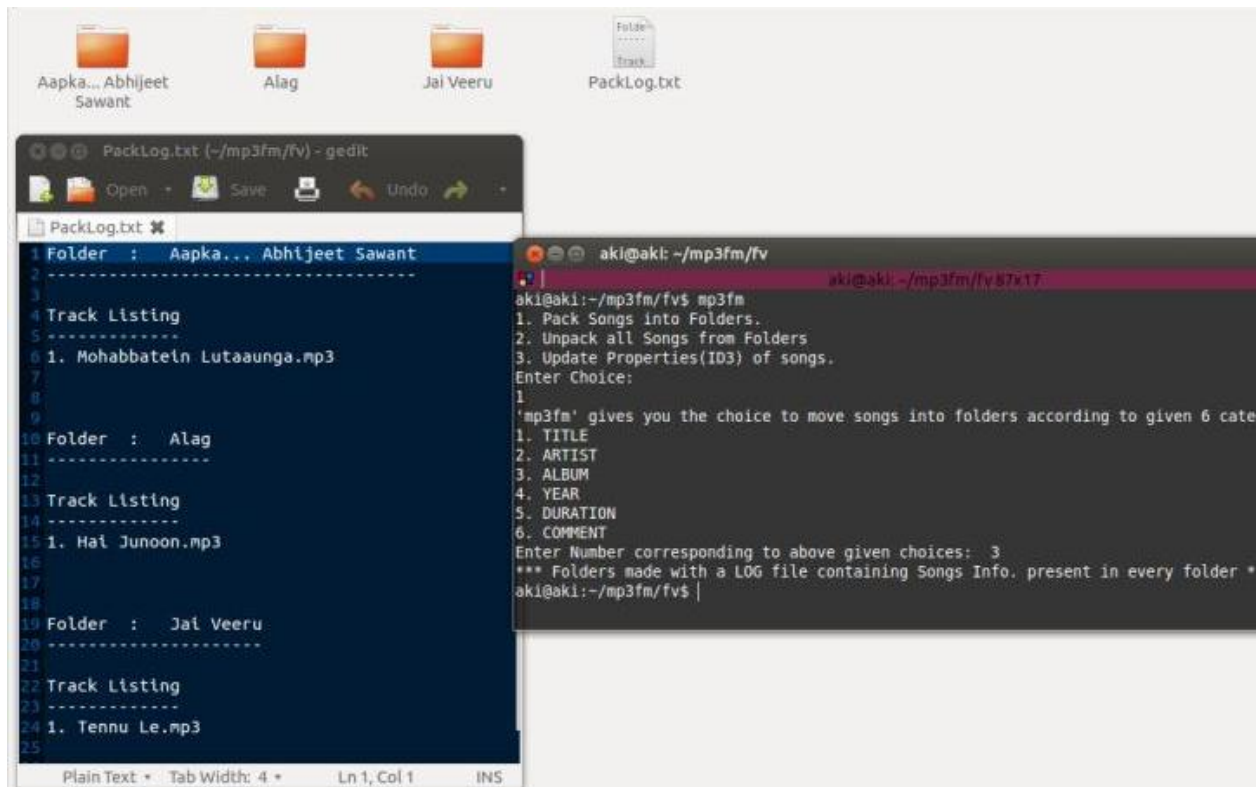 Aapka... Abhijeet
Sawant
Alag
Jai Veeru
Folde
-----
Track
PackLog.txt
PackLog.txt (~/mp3fm/fv) - gedit
Open
Save
Undo
PackLog.txt
1 Folder  :   Aapka... Abhijeet Sawant
2 ------------------------------------
3
4 Track Listing
5 -------------
6 1. Mohabbatein Lutaaunga.mp3
7
8
9
10 Folder  :   Alag
11 ----------------
12
13 Track Listing
14 -------------
15 1. Hai Junoon.mp3
16
17
18
19 Folder  :   Jai Veeru
20 ---------------------
21
22 Track Listing
23 -------------
24 1. Tennu Le.mp3
25
Plain Text Tab Width: 4 Ln 1, Col 1 INS
aki@aki: ~/mp3fm/fv
aki@aki: ~/mp3fm/fv 87x17
aki@aki:~/mp3fm/fv$ mp3fm
1. Pack Songs into Folders.
2. Unpack all Songs from Folders
3. Update Properties(ID3) of songs.
Enter Choice:
1
'mp3fm' gives you the choice to move songs into folders according to given 6 cate
1. TITLE
2. ARTIST
3. ALBUM
4. YEAR
5. DURATION
6. COMMENT
Enter Number corresponding to above given choices:  3
*** Folders made with a LOG file containing Songs Info. present in every folder *
aki@aki:~/mp3fm/fv$